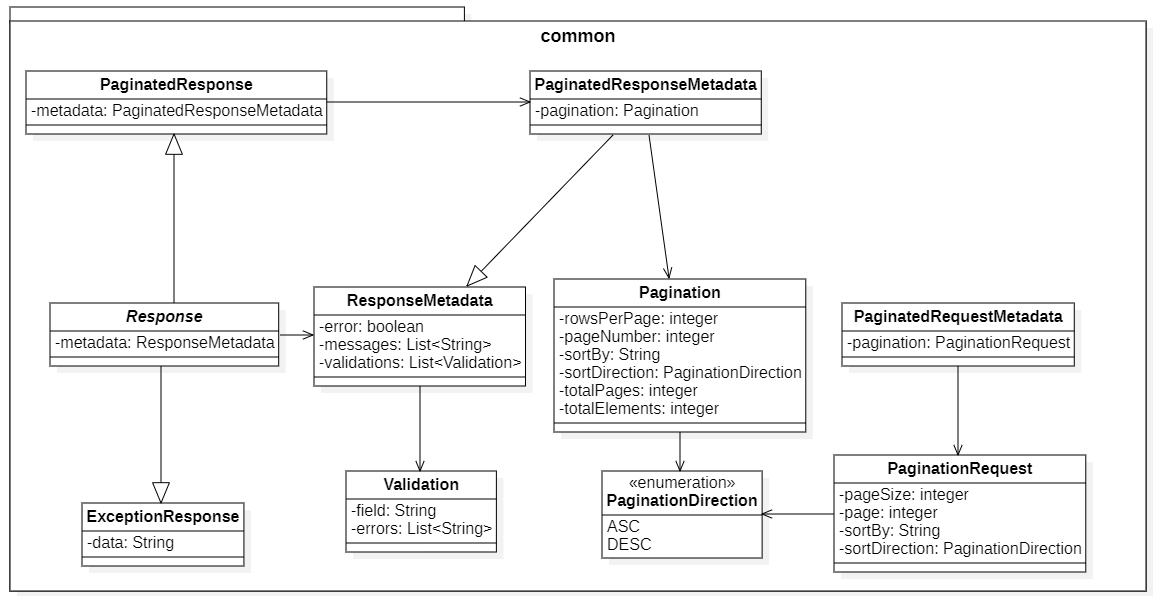 common
PaginatedResponse
-metadata: PaginatedResponseMetadata
PaginatedResponseMetadata
-pagination: Pagination
Response
-metadata: ResponseMetadata
ResponseMetadata
-error: boolean
-messages: List<String>
-validations: List<Validation>
Pagination
-rowsPerPage: integer
-pageNumber: integer
-sortBy: String
-sortDirection: PaginationDirection
-totalPages: integer
-totalElements: integer
PaginatedRequestMetadata
-pagination: PaginationRequest
ExceptionResponse
-data: String
Validation
-field: String
-errors: List<String>
«enumeration»
PaginationDirection
ASC
DESC
PaginationRequest
-pageSize: integer
-page: integer
-sortBy: String
-sortDirection: PaginationDirection